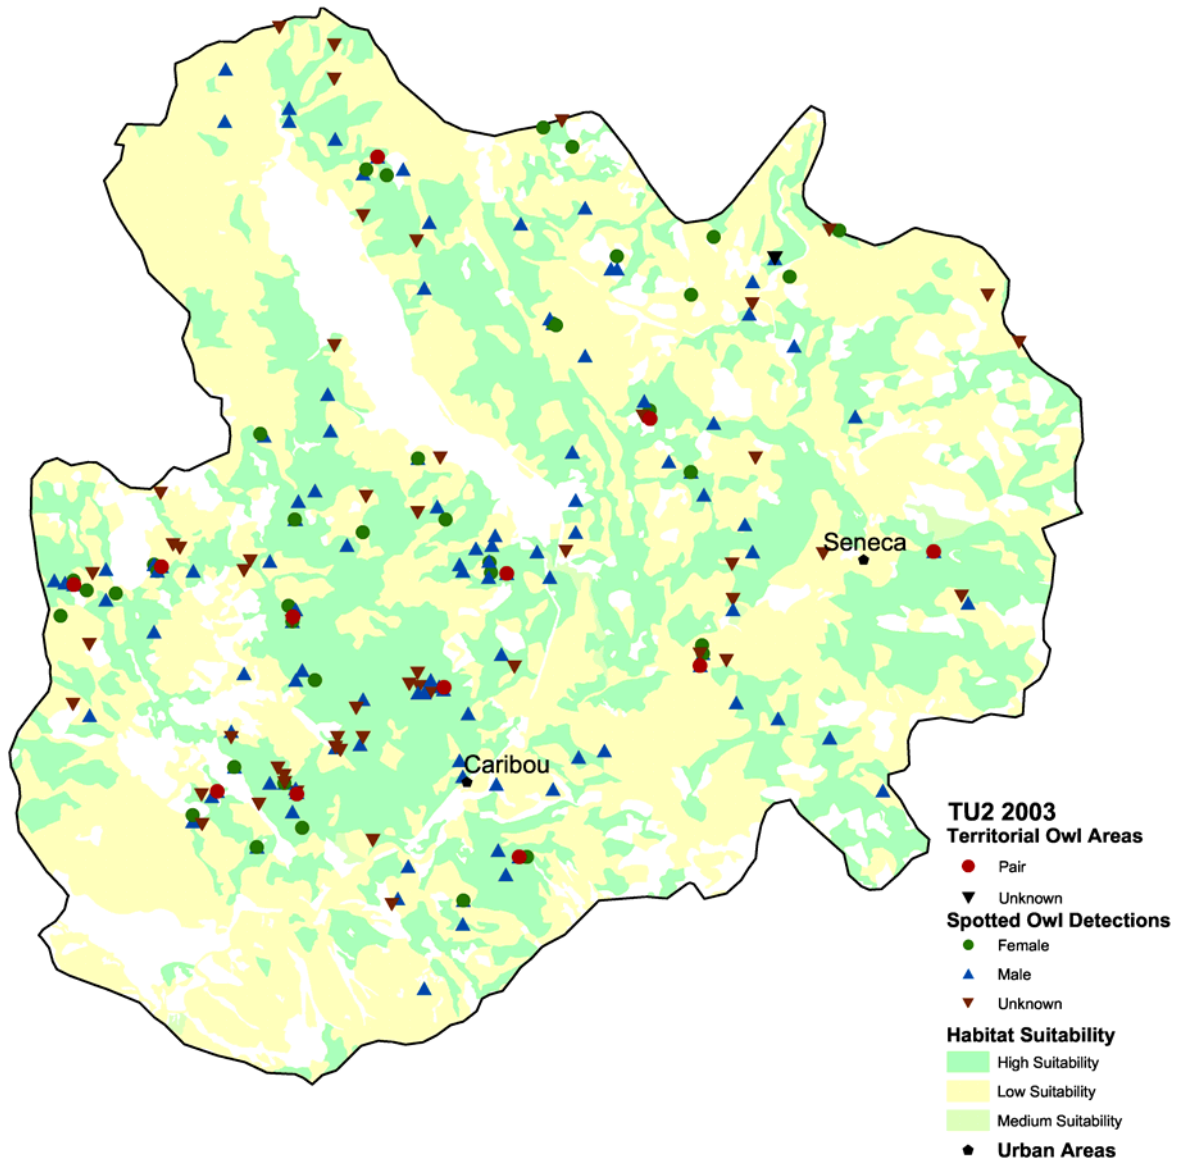 Seneca
Caribou
TU2 2003
Territorial Owl Areas
Pair
Unknown
Spotted Owl Detections
Female
Male
Unknown
Habitat Suitability
High Suitability
Low Suitability
Medium Suitability
Urban Areas